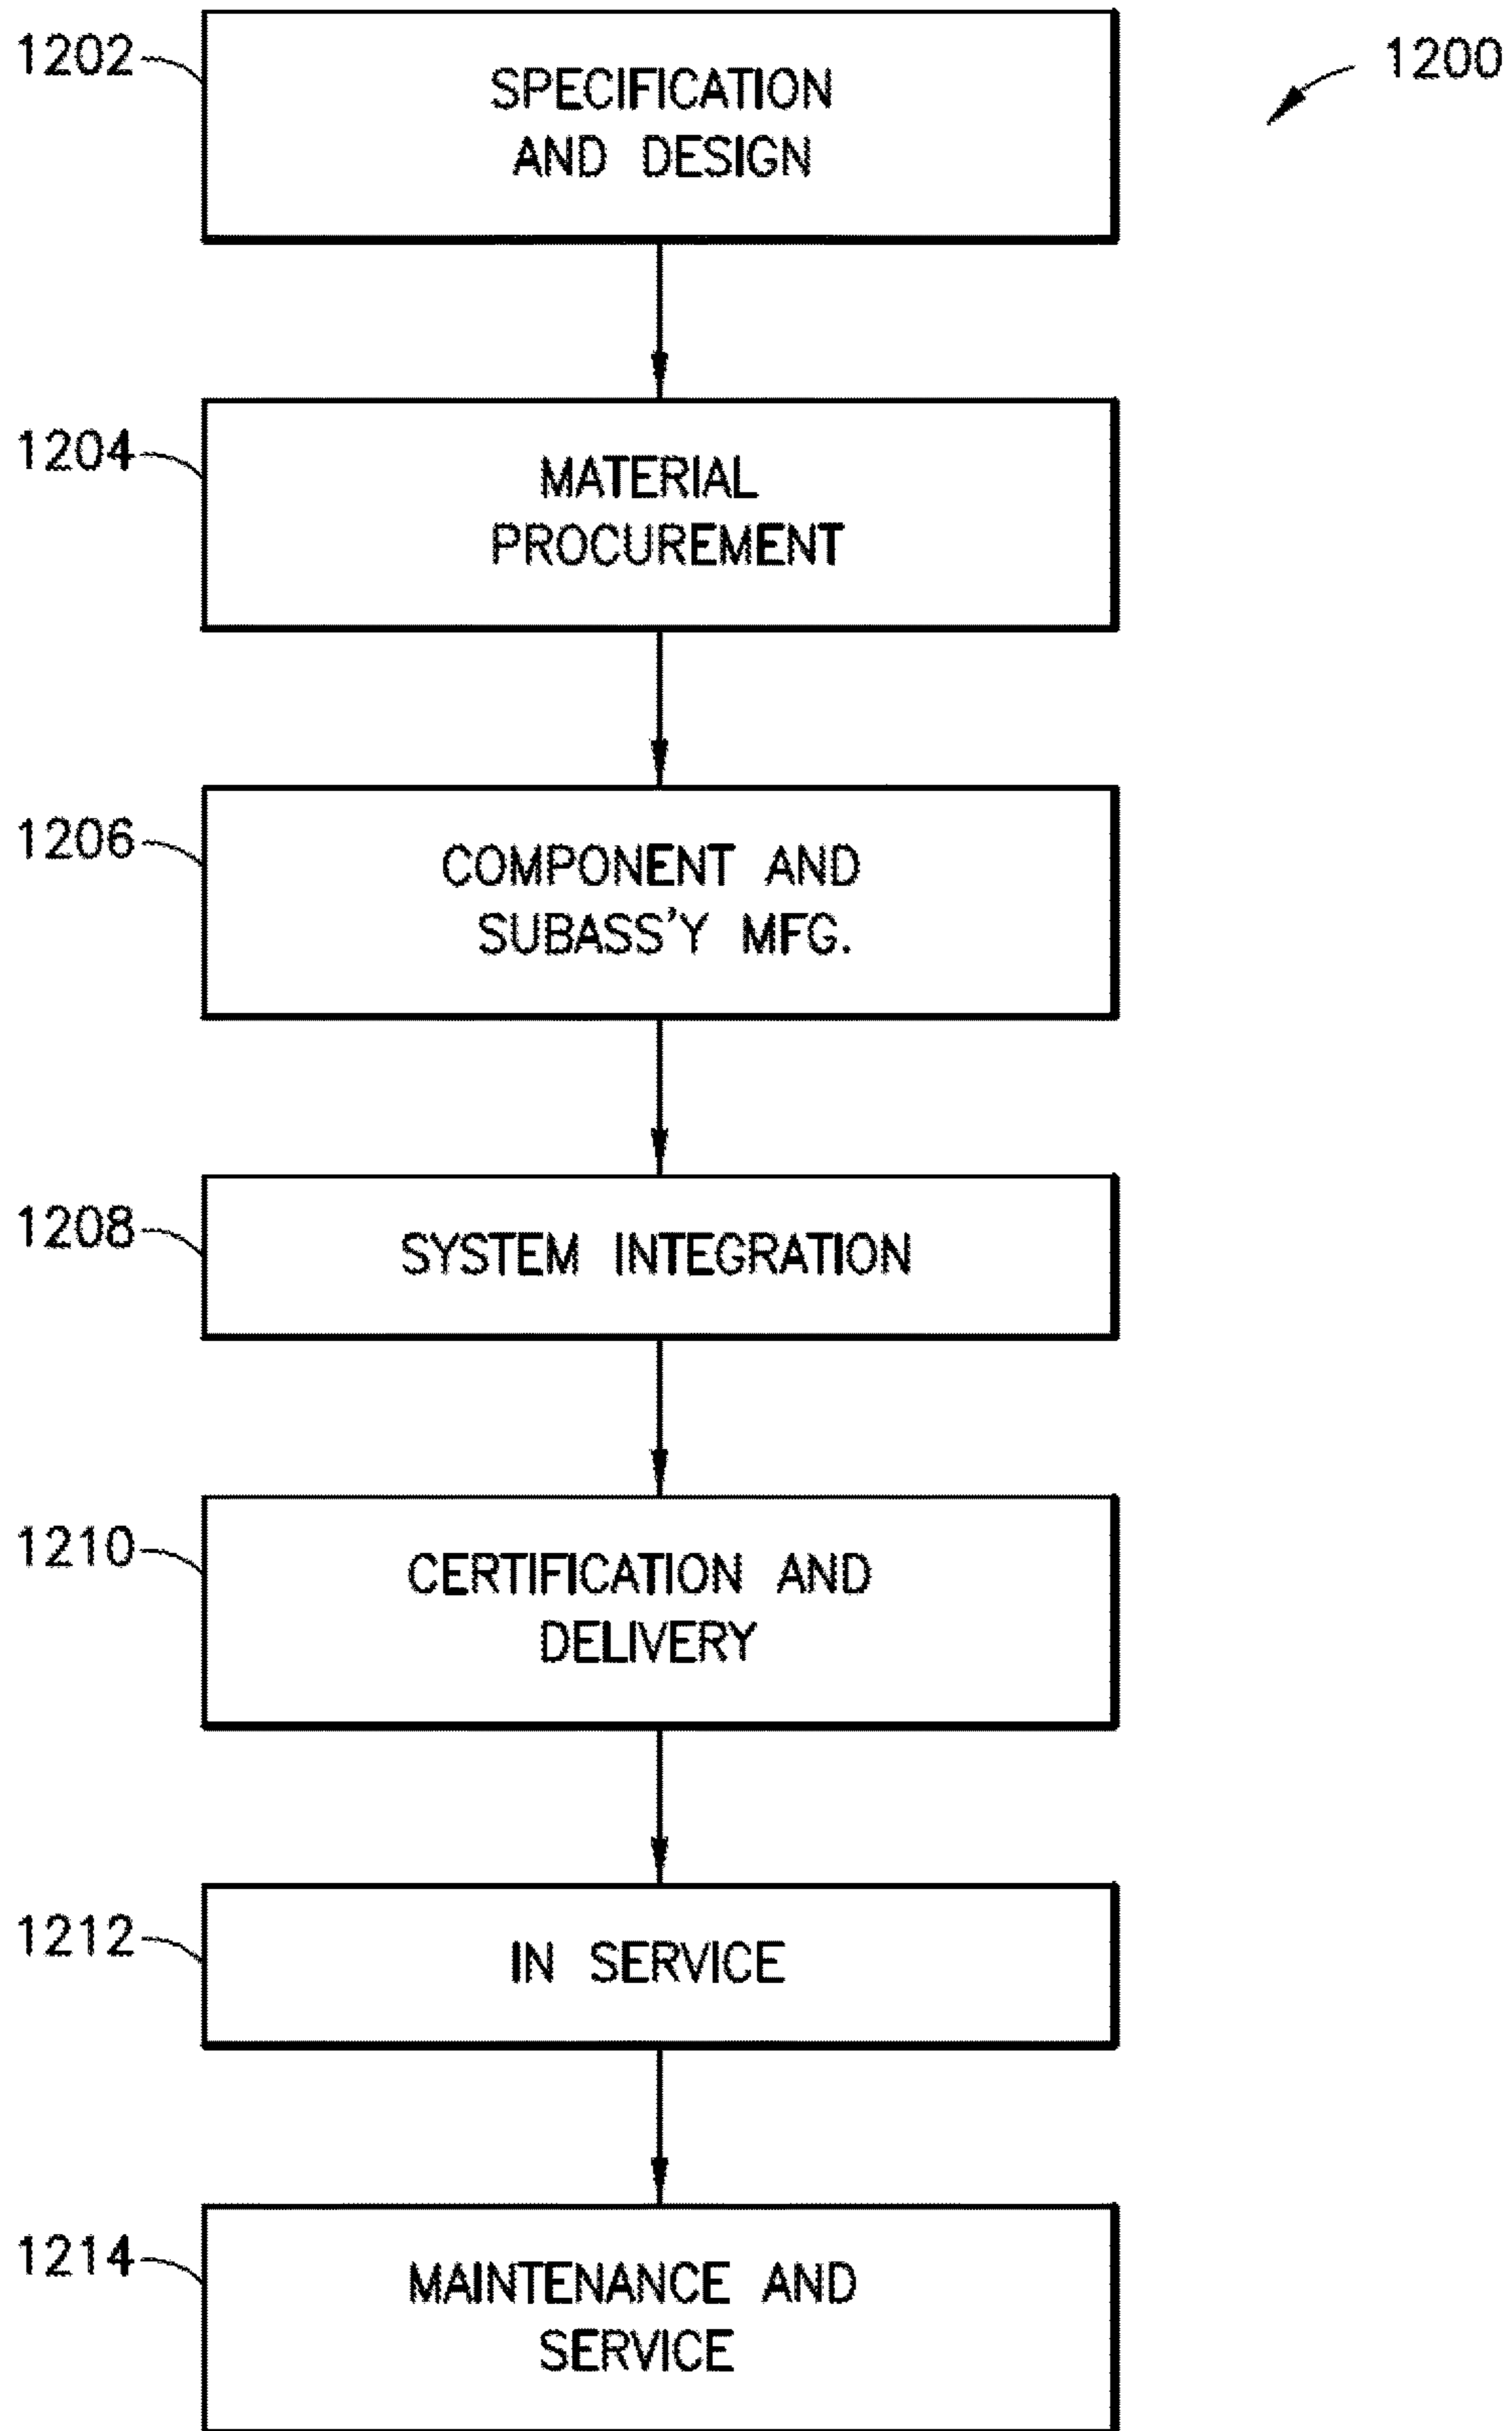 1200
1202
SPECIFICATION
AND DESIGN
1204
MATERIAL
PROCUREMENT
1206
COMPONENT AND
SUBASS'Y MFG.
1208
SYSTEM INTEGRATION
1210
CERTIFICATION AND
DELIVERY
1212
IN SERVICE
1214
MAINTENANCE AND
SERVICE